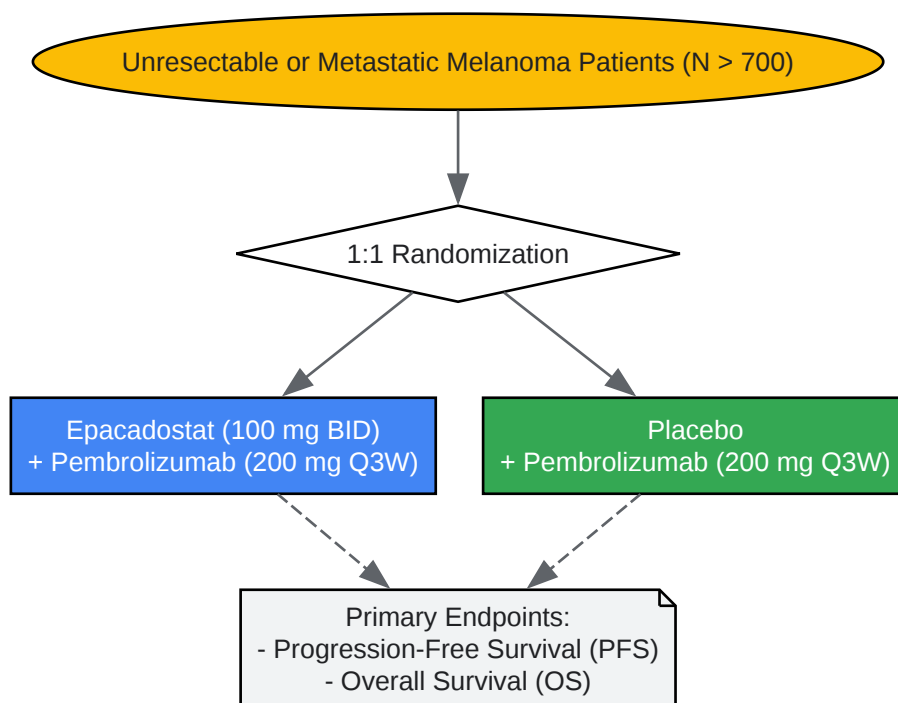 Unresectable or Metastatic Melanoma Patients (N > 700)
1:1 Randomization
Epacadostat (100 mg BID)
+ Pembrolizumab (200 mg Q3W)
Placebo
+ Pembrolizumab (200 mg Q3W)
Primary Endpoints:
- Progression-Free Survival (PFS)
- Overall Survival (OS)